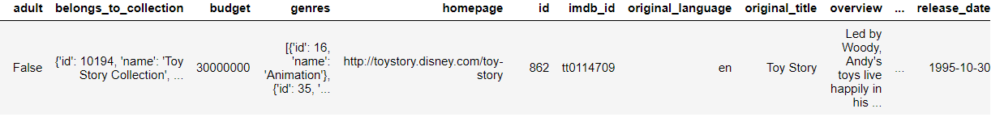 adult belongs_to_collection budget genres homepage id imdb_id original_language original_title overview ... release_date
False {'id': 10194, 'name': 'Toy Story Collection', ... 30000000 [{'id': 16, 'name': 'Animation'}, {'id': 35, '... http://toystory.disney.com/toy-story 862 tt0114709 en Toy Story Led by Woody, Andy's toys live happily in his ... ... 1995-10-30